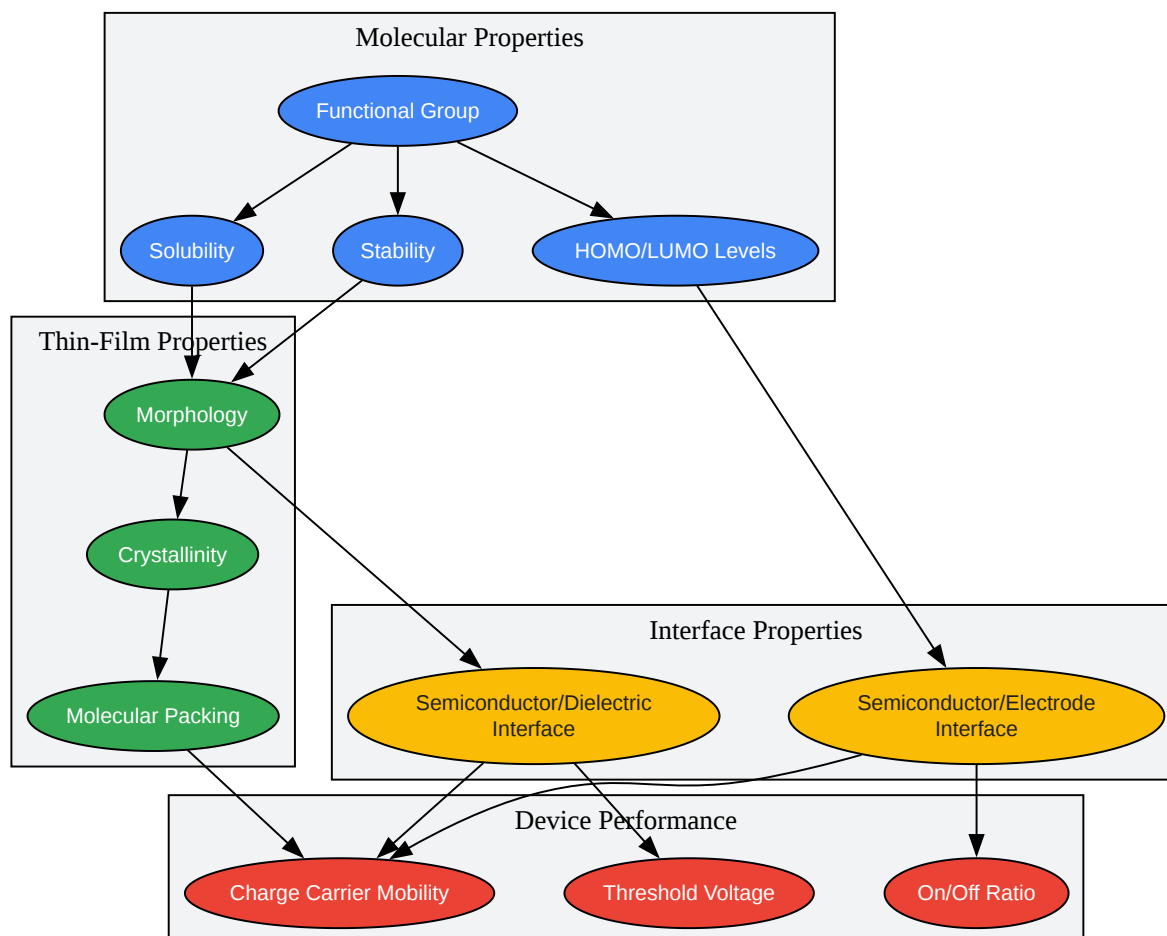 Molecular Properties
Functional Group
Solubility
Stability
HOMO/LUMO Levels
Thin-Film Properties
Morphology
Crystallinity
Molecular Packing
Interface Properties
Semiconductor/Dielectric
Interface
Semiconductor/Electrode
Interface
Device Performance
Charge Carrier Mobility
Threshold Voltage
On/Off Ratio